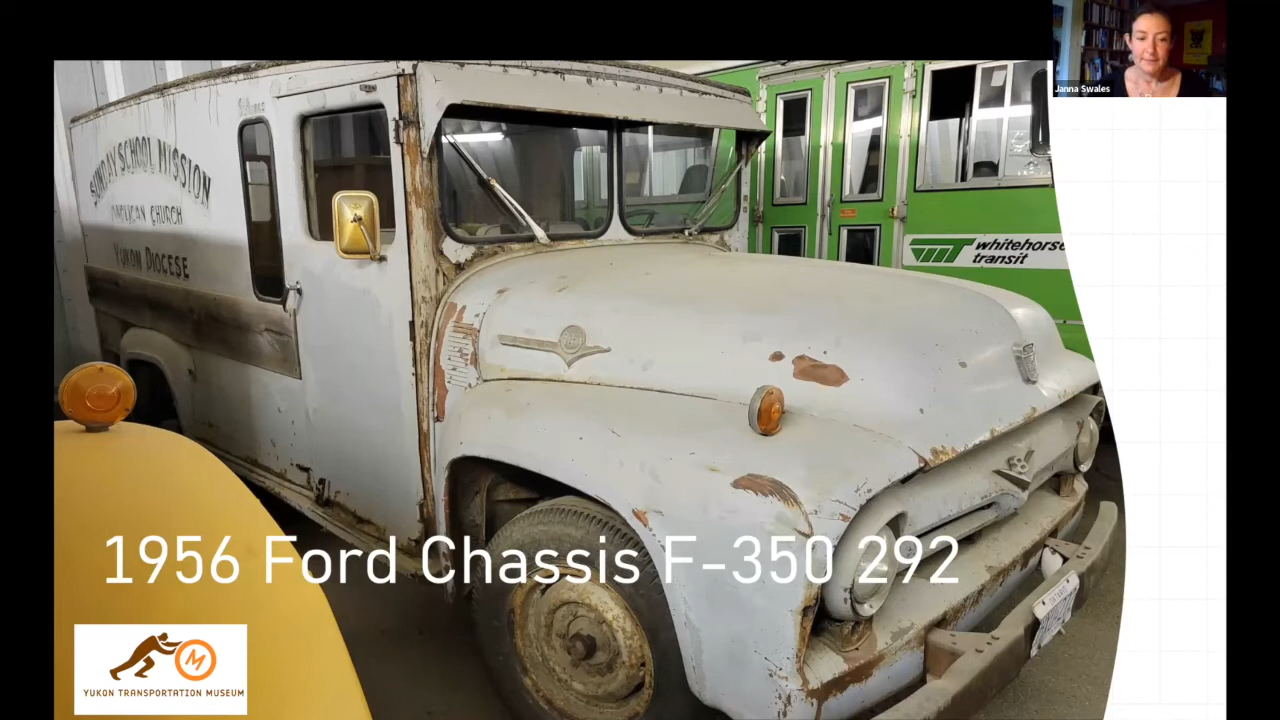 Janna Swales
SUNDAY SCHOOL MISSION
ANGLICAN CHURCH
YUKON DIOCESE
whitehorse
transit
V8
1956 Ford Chassis F-350 292
M
YUKON TRANSPORTATION MUSEUM